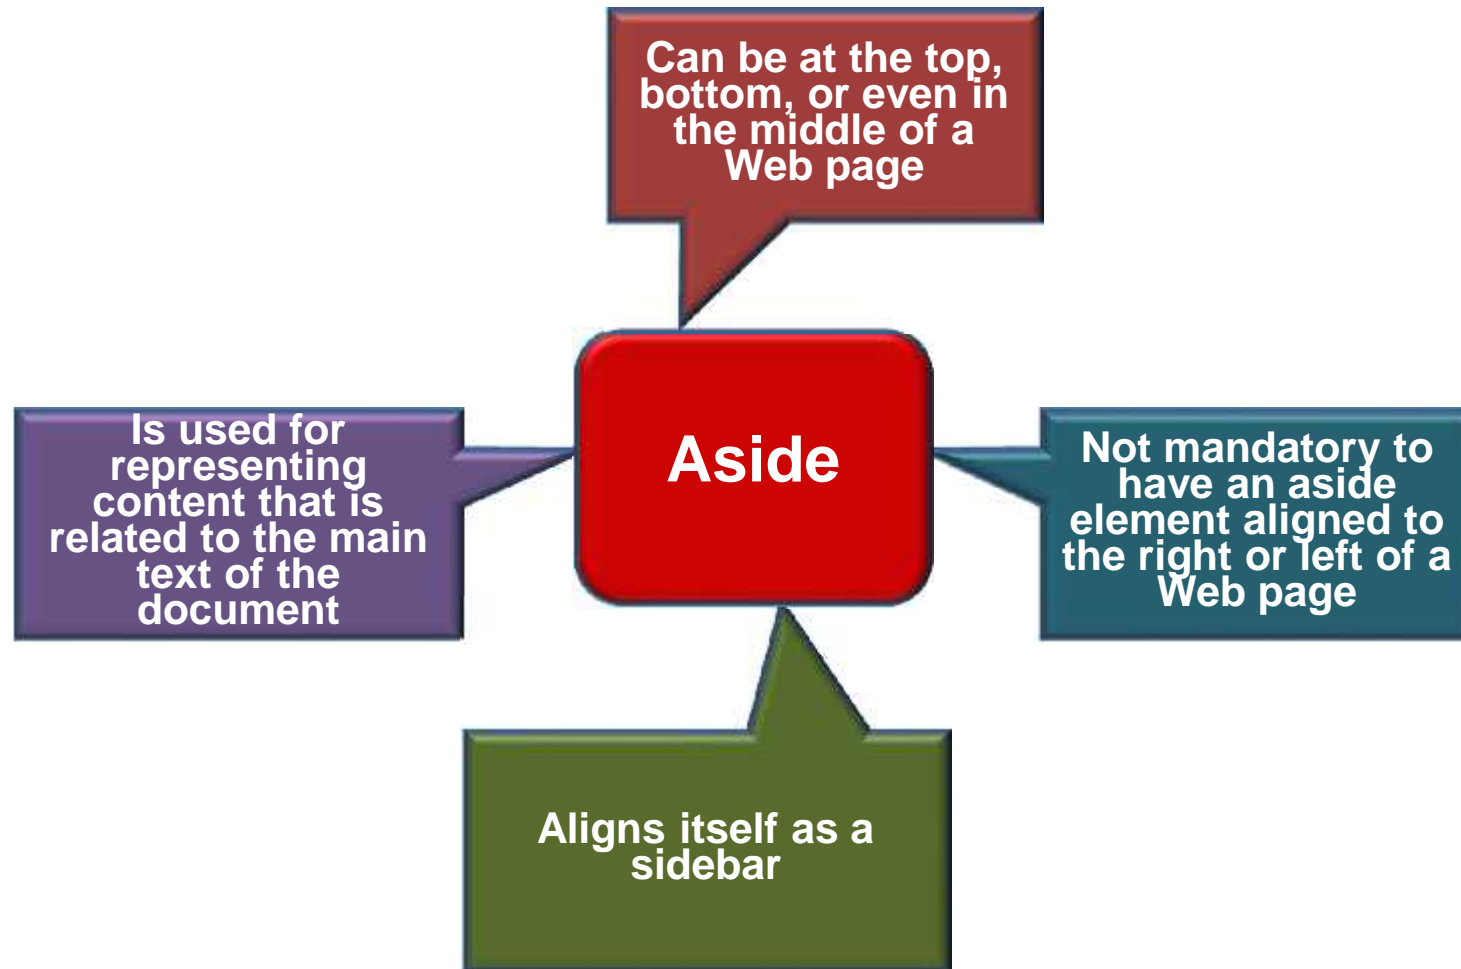 Can be at the top,
bottom, or even in
the middle of a
Web page
Aside
Is used for
representing
content that is
related to the main
text of the
document
Not mandatory to
have an aside
element aligned to
the right or left of a
Web page
Aligns itself as a
sidebar